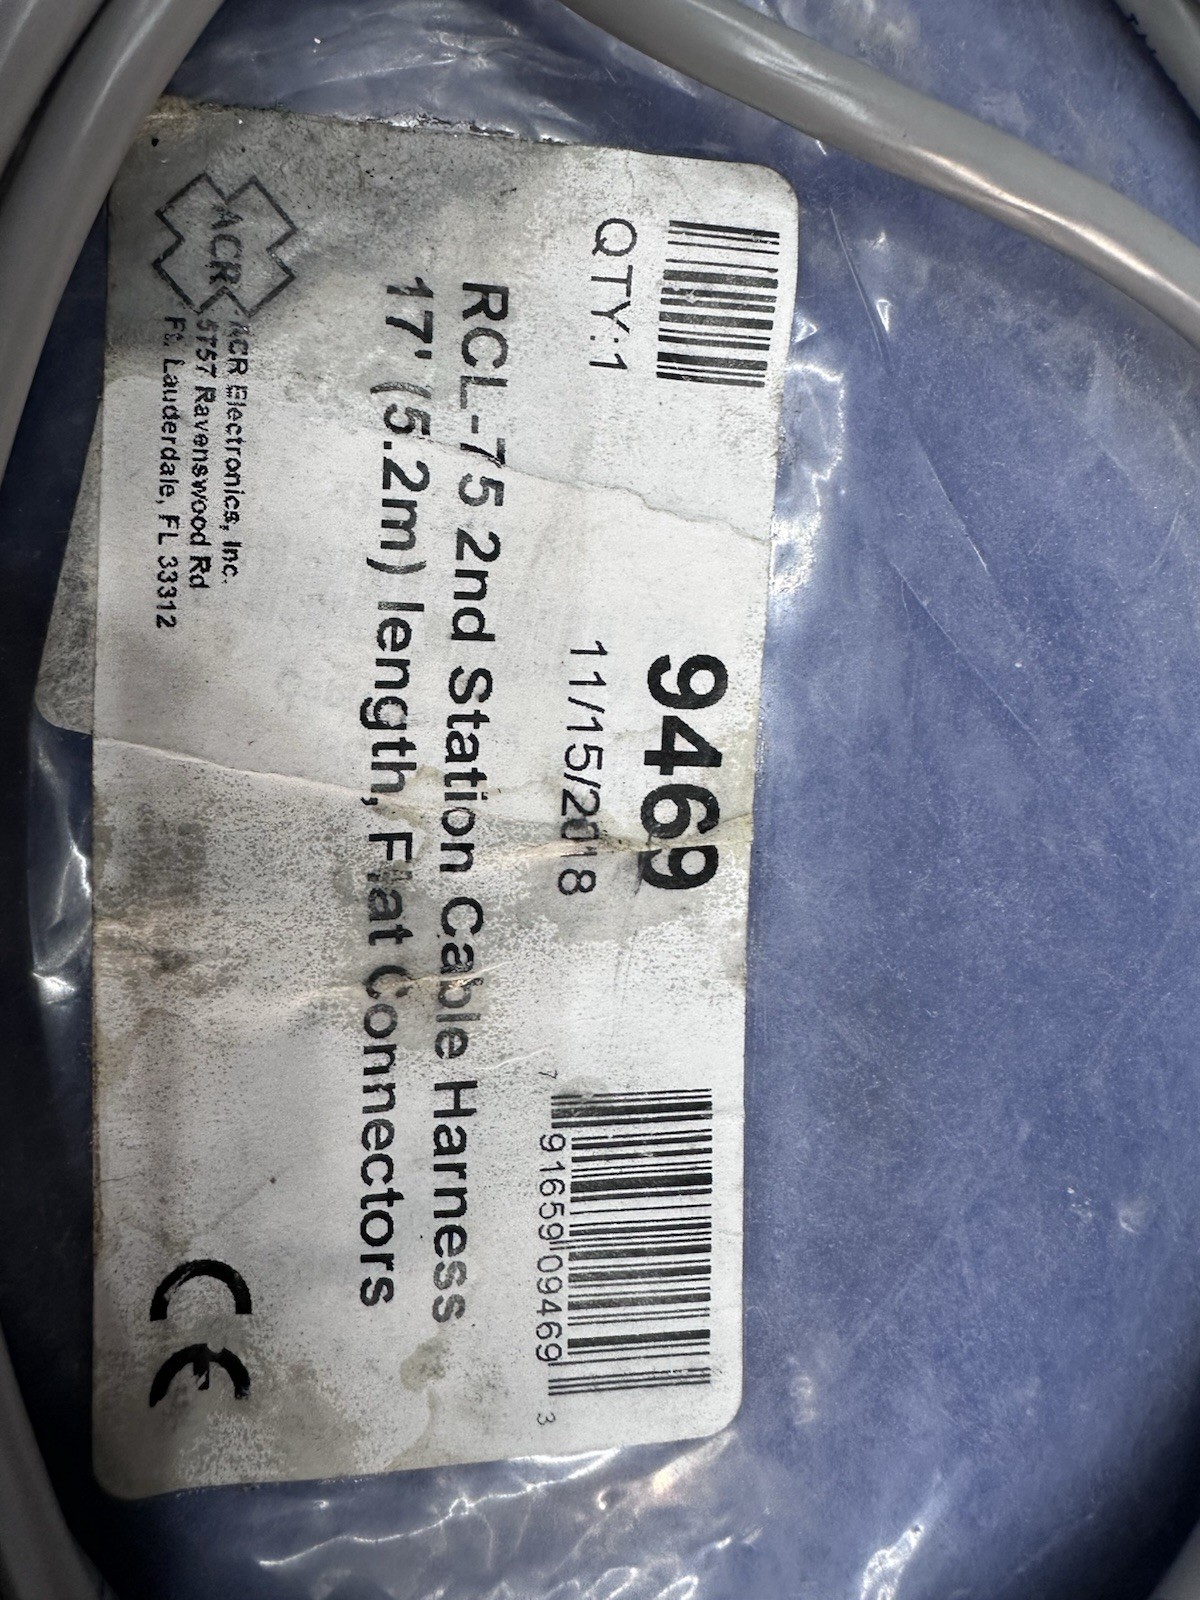 9469
QTY:1
11/15/2018
7 91659 09469 3
RCL-75 2nd Station Cable Harness
17' (5.2m) length, Flat Connectors
ACR
ACR Electronics, Inc.
5757 Ravenswood Rd
Ft. Lauderdale, FL 33312
CE